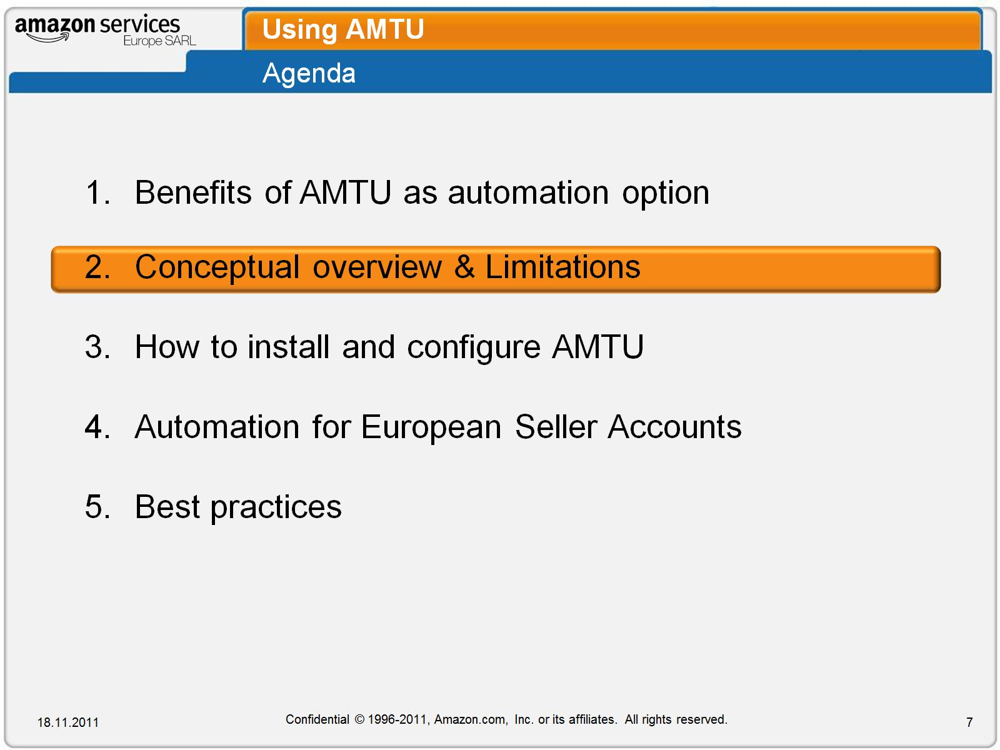 amazon services
Europe SARL
Using AMTU
Agenda
1. Benefits of AMTU as automation option
2. Conceptual overview & Limitations
3. How to install and configure AMTU
4. Automation for European Seller Accounts
5. Best practices
18.11.2011
Confidential © 1996-2011, Amazon.com, Inc. or its affiliates. All rights reserved.
7